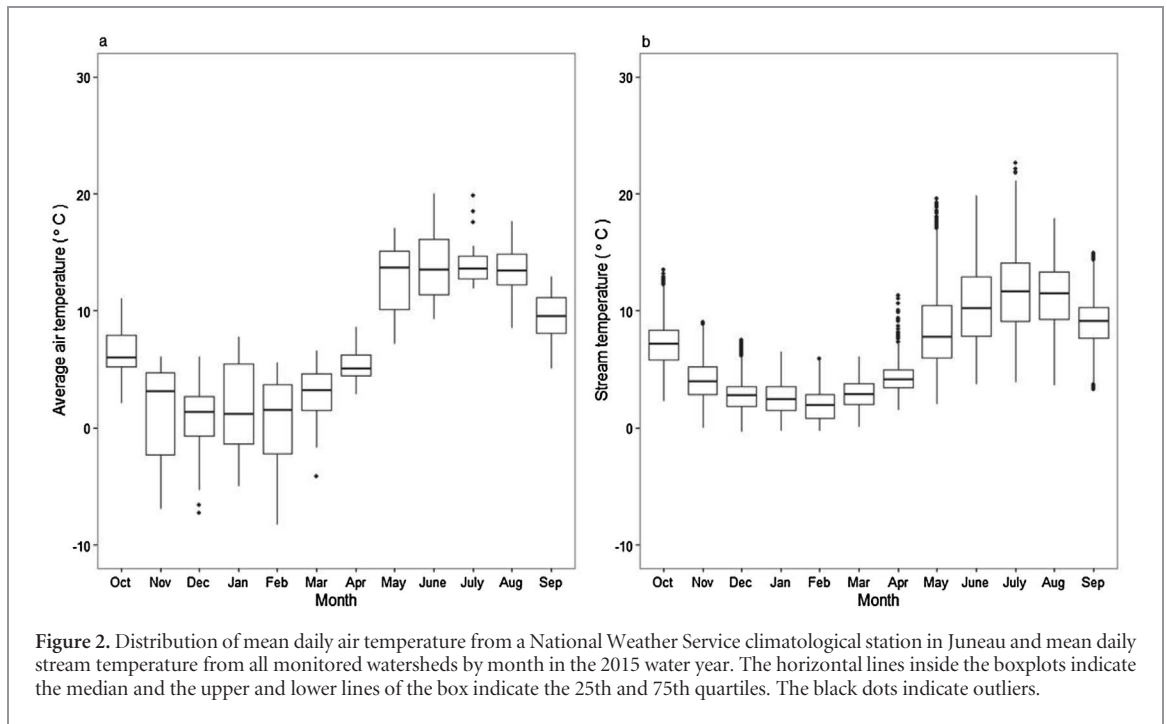 a
30
20
10
0
-10
Average air temperature ( ° C )
Oct Nov Dec Jan Feb Mar Apr May June July Aug Sep
Month
b
30
20
10
0
-10
Stream temperature ( ° C )
Oct Nov Dec Jan Feb Mar Apr May June July Aug Sep
Month
Figure 2. Distribution of mean daily air temperature from a National Weather Service climatological station in Juneau and mean daily
stream temperature from all monitored watersheds by month in the 2015 water year. The horizontal lines inside the boxplots indicate
the median and the upper and lower lines of the box indicate the 25th and 75th quartiles. The black dots indicate outliers.